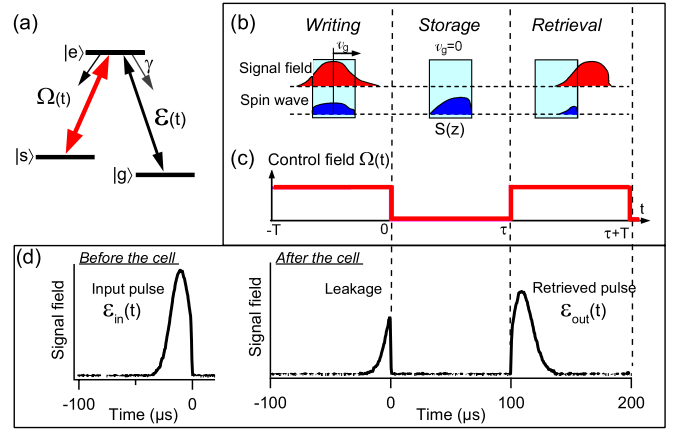 (a)
|e⟩
γ
Ω(t)
ℰ(t)
|s⟩
|g⟩
(b)
Writing Storage Retrieval
v_g
v_g=0
Signal field
Spin wave
S(z)
(c)
Control field Ω(t)
-T 0 τ τ+T t
(d)
Before the cell
Signal field
Input pulse
ℰ_in(t)
-100 0
Time (μs)
After the cell
Signal field
Leakage
Retrieved pulse
ℰ_out(t)
-100 0 100 200
Time (μs)